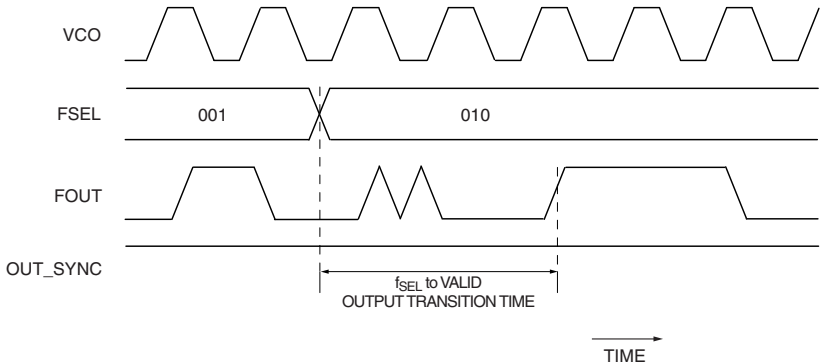 VCO
FSEL
001
010
FOUT
OUT_SYNC
fSEL to VALID
OUTPUT TRANSITION TIME
TIME